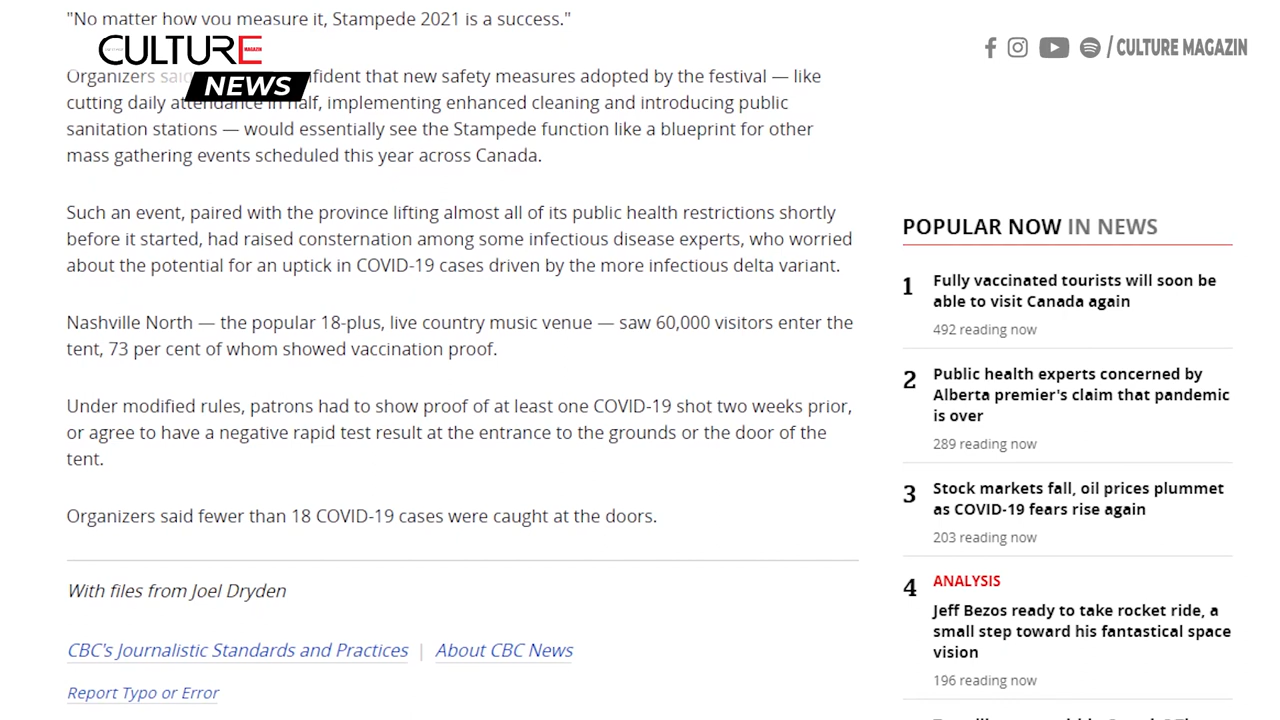 "No matter how you measure it, Stampede 2021 is a success."
CULTURE MAGAZIN
NEWS
/ CULTURE MAGAZIN
Organizers said nfident that new safety measures adopted by the festival — like
cutting daily attendance in half, implementing enhanced cleaning and introducing public
sanitation stations — would essentially see the Stampede function like a blueprint for other
mass gathering events scheduled this year across Canada.
Such an event, paired with the province lifting almost all of its public health restrictions shortly
before it started, had raised consternation among some infectious disease experts, who worried
about the potential for an uptick in COVID-19 cases driven by the more infectious delta variant.
Nashville North — the popular 18-plus, live country music venue — saw 60,000 visitors enter the
tent, 73 per cent of whom showed vaccination proof.
Under modified rules, patrons had to show proof of at least one COVID-19 shot two weeks prior,
or agree to have a negative rapid test result at the entrance to the grounds or the door of the
tent.
Organizers said fewer than 18 COVID-19 cases were caught at the doors.
With files from Joel Dryden
CBC's Journalistic Standards and Practices | About CBC News
Report Typo or Error
POPULAR NOW IN NEWS
1
Fully vaccinated tourists will soon be
able to visit Canada again
492 reading now
2
Public health experts concerned by
Alberta premier's claim that pandemic
is over
289 reading now
3
Stock markets fall, oil prices plummet
as COVID-19 fears rise again
203 reading now
4
ANALYSIS
Jeff Bezos ready to take rocket ride, a
small step toward his fantastical space
vision
196 reading now